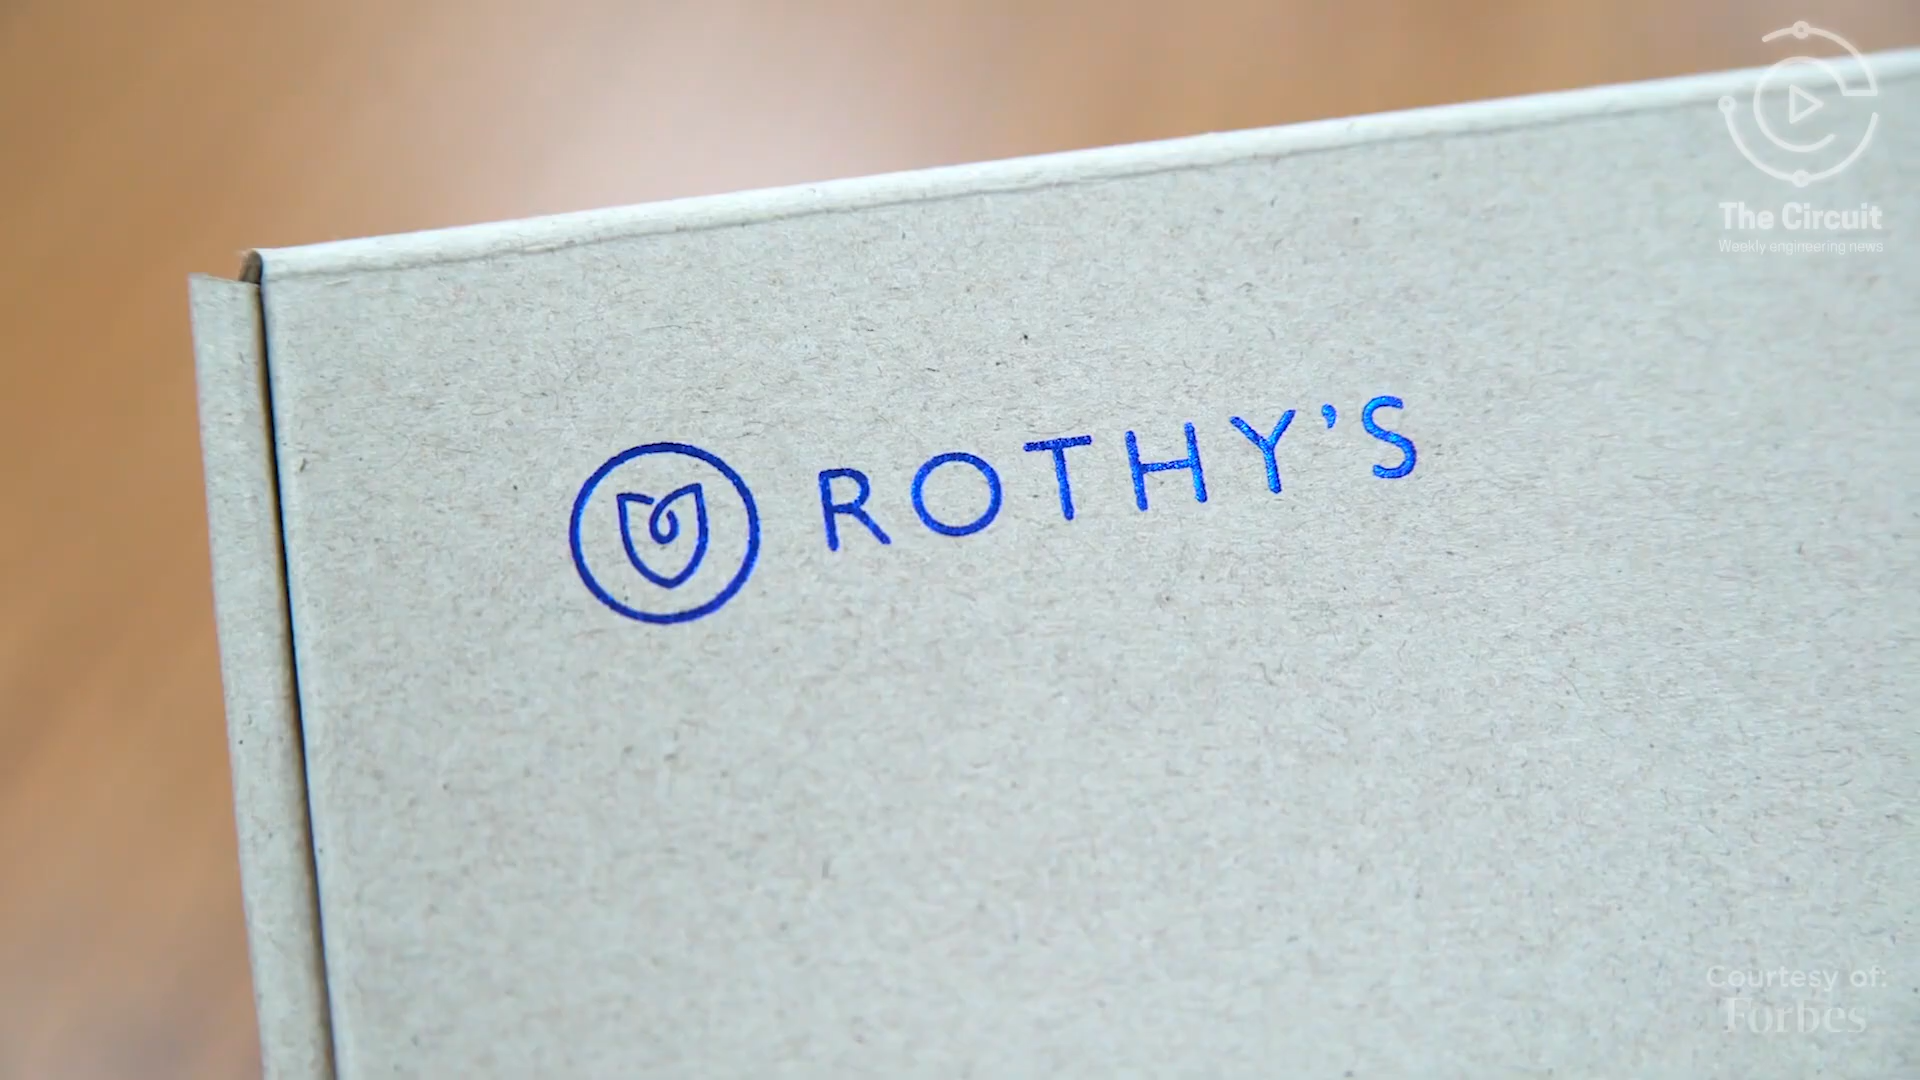 The Circuit
Weekly engineering news
ROTHY'S
Courtesy of:
Forbes